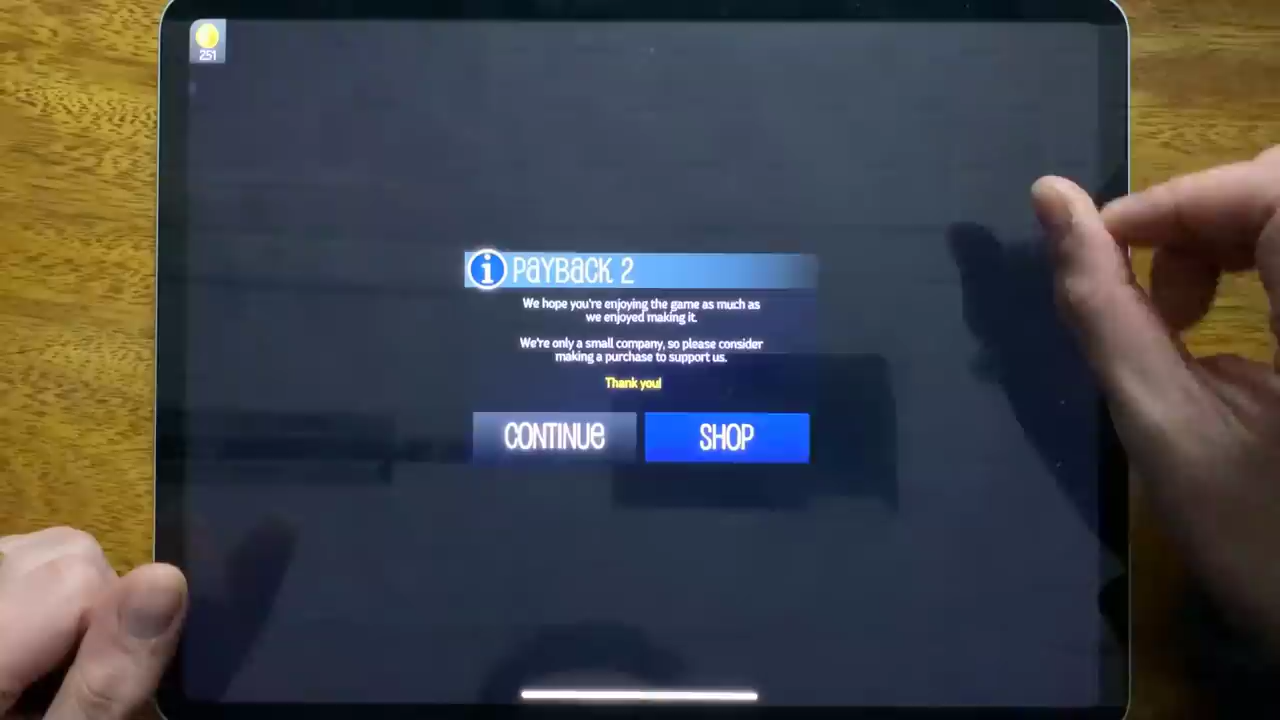 251
i PAYBACK 2
We hope you're enjoying the game as much as
we enjoyed making it.
We're only a small company, so please consider
making a purchase to support us.
Thank you!
CONTINUE SHOP